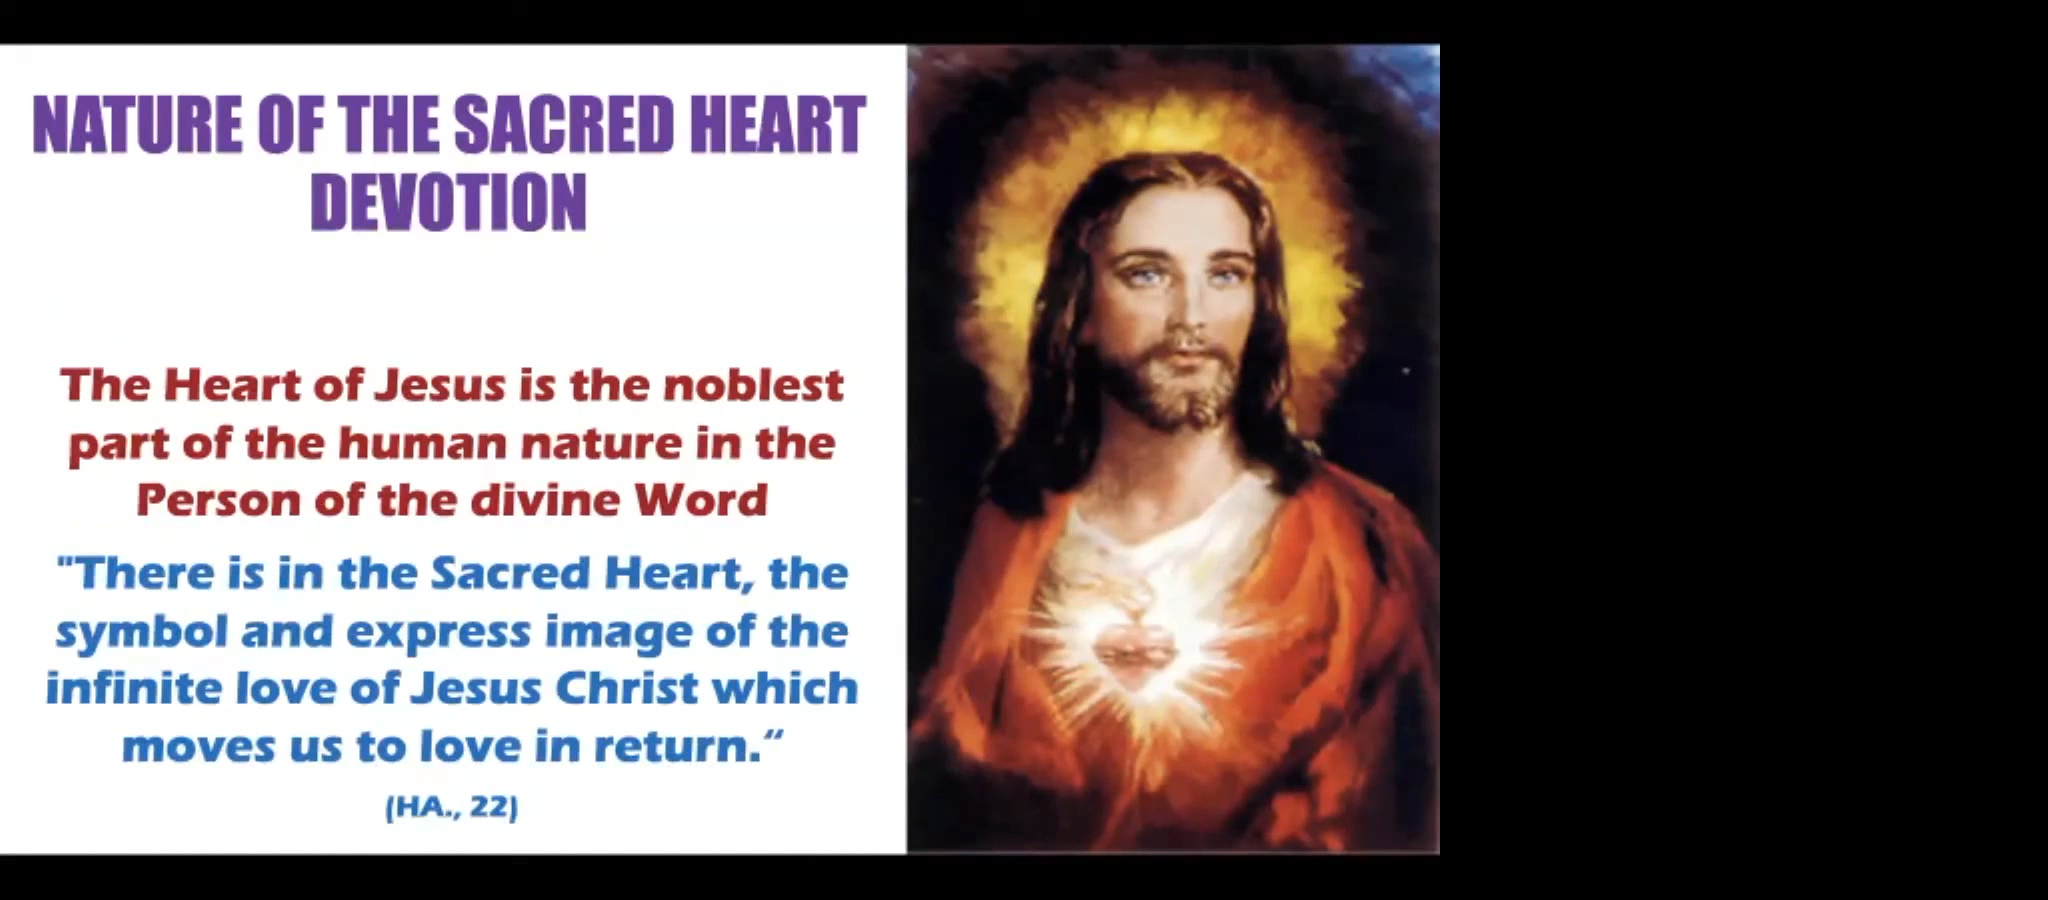 NATURE OF THE SACRED HEART
DEVOTION
The Heart of Jesus is the noblest
part of the human nature in the
Person of the divine Word
"There is in the Sacred Heart, the
symbol and express image of the
infinite love of Jesus Christ which
moves us to love in return.“
(HA., 22)